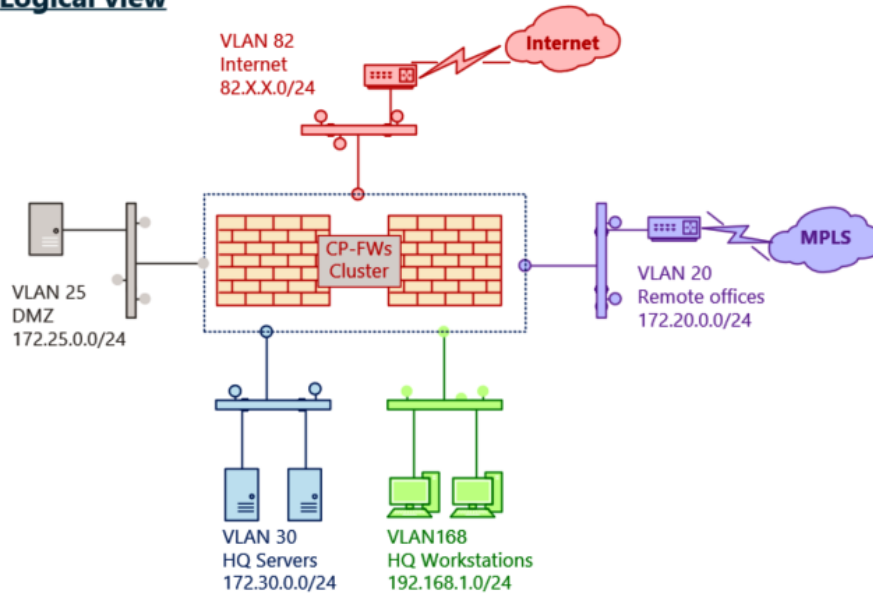 Logical view
VLAN 82
Internet
82.X.X.0/24
Internet
CP-FWs
Cluster
VLAN 25
DMZ
172.25.0.0/24
MPLS
VLAN 20
Remote offices
172.20.0.0/24
VLAN 30
HQ Servers
172.30.0.0/24
VLAN168
HQ Workstations
192.168.1.0/24